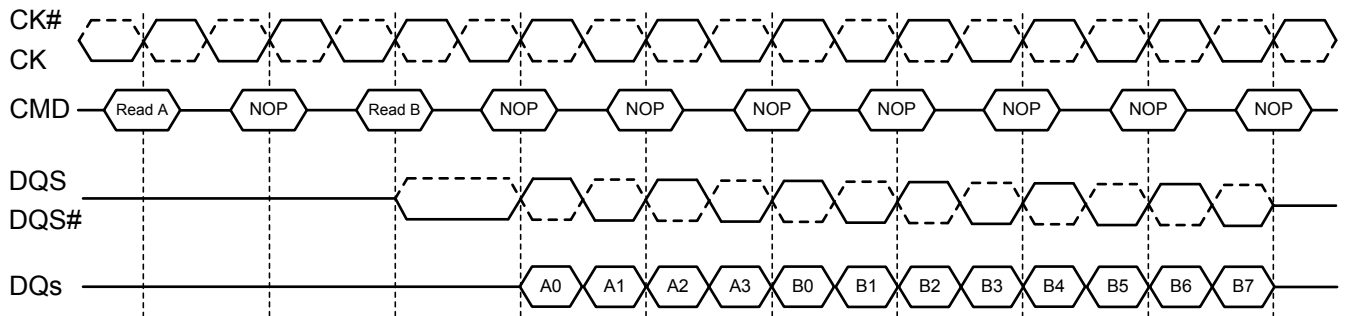 CK#
CK
CMD Read A NOP Read B NOP NOP NOP NOP NOP NOP NOP
DQS
DQS#
DQs A0 A1 A2 A3 B0 B1 B2 B3 B4 B5 B6 B7